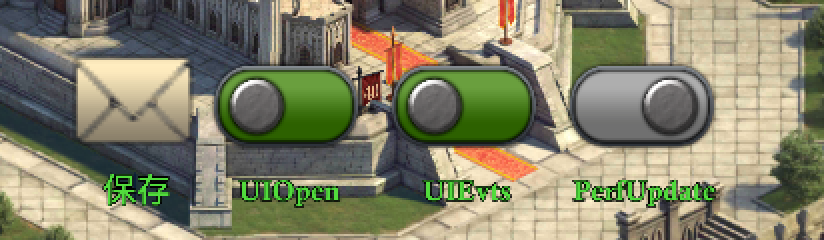 保存
UIOpen
UIEvts
PerfUpdate